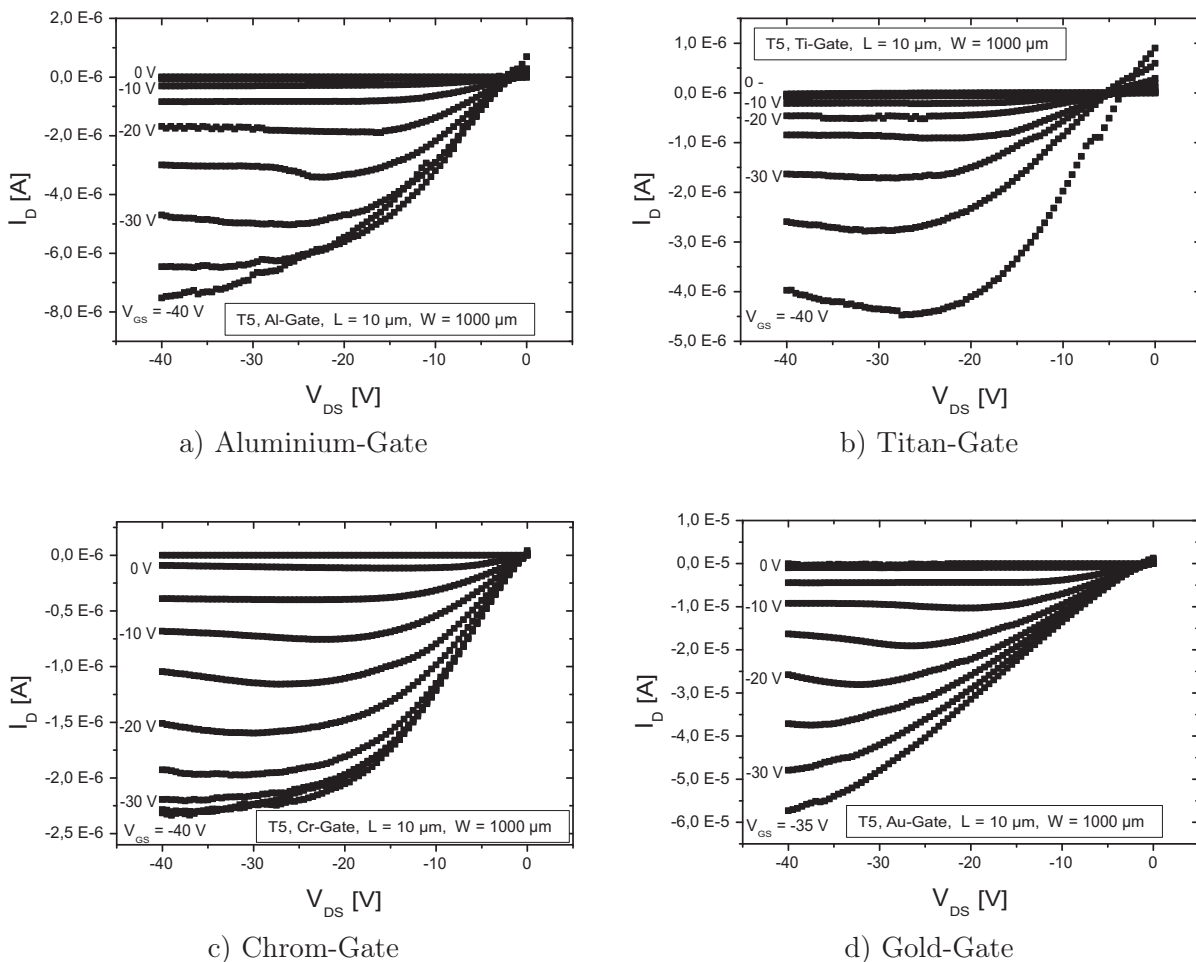 2,0 E-6
0,0 E-6
-2,0 E-6
-4,0 E-6
-6,0 E-6
-8,0 E-6
I_D [A]
0 V
-10 V
-20 V
-30 V
V_GS = -40 V
T5, Al-Gate, L = 10 µm, W = 1000 µm
-40 -30 -20 -10 0
V_DS [V]
a) Aluminium-Gate
1,0 E-6
0,0 E-6
-1,0 E-6
-2,0 E-6
-3,0 E-6
-4,0 E-6
-5,0 E-6
I_D [A]
T5, Ti-Gate, L = 10 µm, W = 1000 µm
0 -
-10 V
-20 V
-30 V
V_GS = -40 V
-40 -30 -20 -10 0
V_DS [V]
b) Titan-Gate
0,0 E-6
-0,5 E-6
-1,0 E-6
-1,5 E-6
-2,0 E-6
-2,5 E-6
I_D [A]
0 V
-10 V
-20 V
-30 V
V_GS = -40 V
T5, Cr-Gate, L = 10 µm, W = 1000 µm
-40 -30 -20 -10 0
V_DS [V]
c) Chrom-Gate
1,0 E-5
0,0 E-5
-1,0 E-5
-2,0 E-5
-3,0 E-5
-4,0 E-5
-5,0 E-5
-6,0 E-5
I_D [A]
0 V
-10 V
-20 V
-30 V
V_GS = -35 V
T5, Au-Gate, L = 10 µm, W = 1000 µm
-40 -30 -20 -10 0
V_DS [V]
d) Gold-Gate